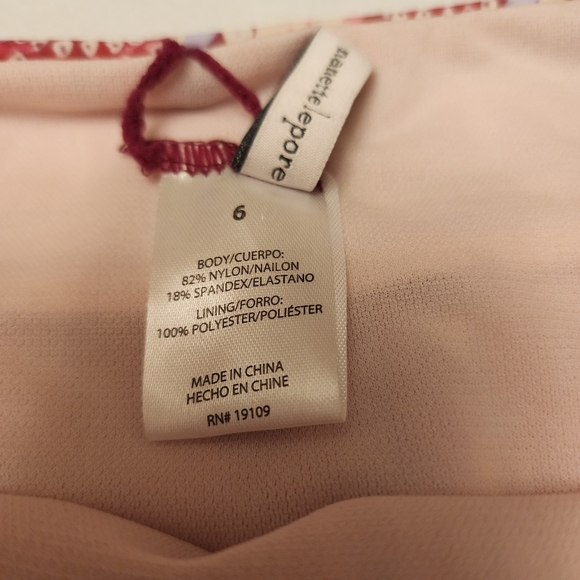 nanette lepore
6
BODY/CUERPO:
82% NYLON/NAILON
18% SPANDEX/ELASTANO
LINING/FORRO:
100% POLYESTER/POLIÉSTER
MADE IN CHINA
HECHO EN CHINE
RN# 19109